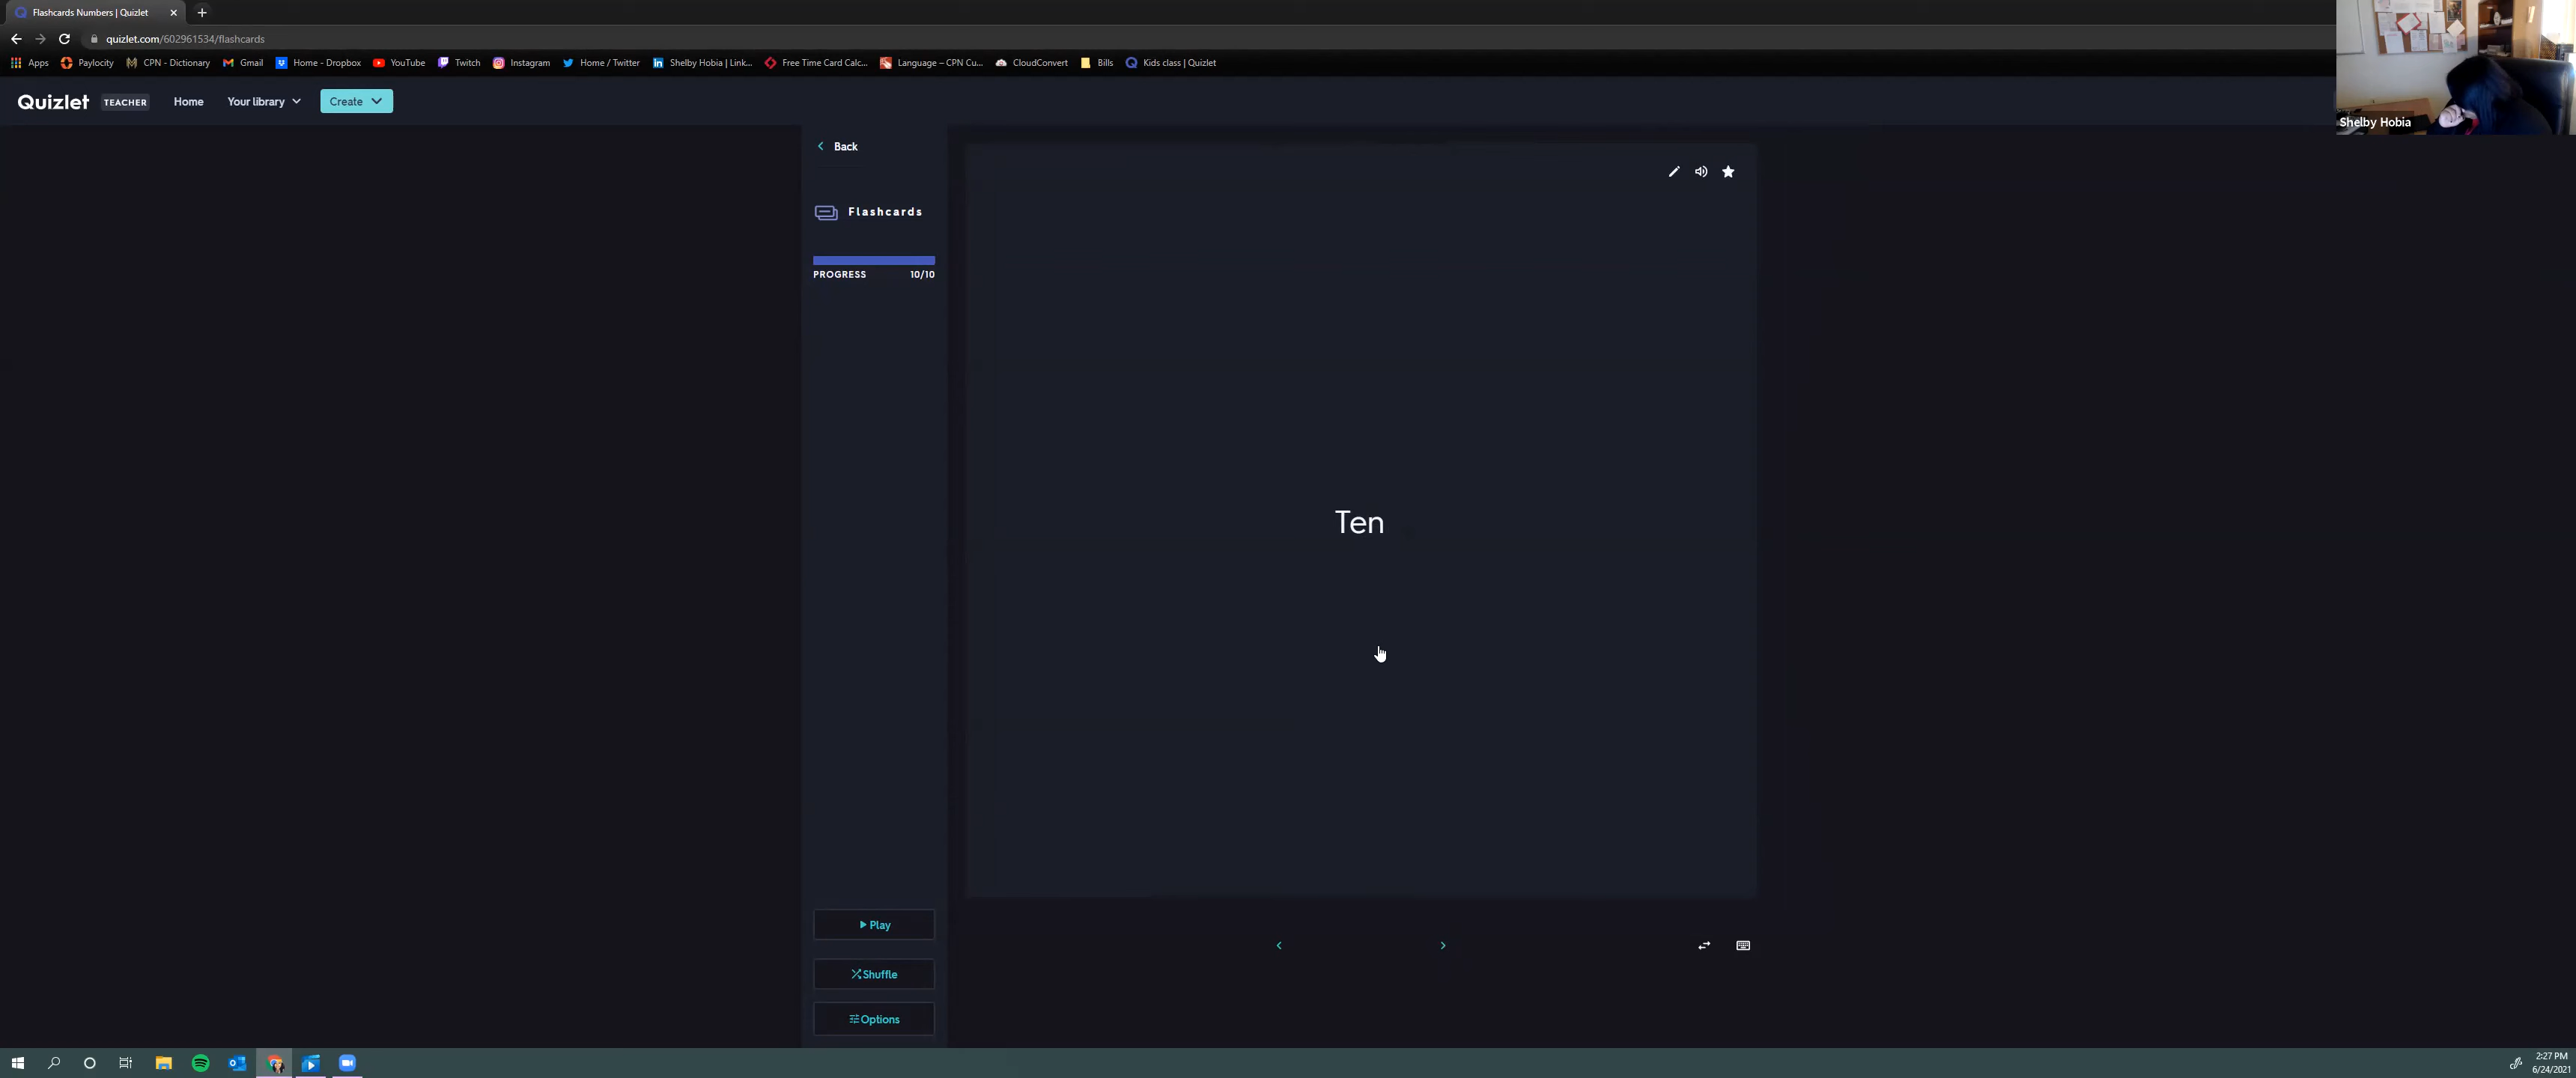 Flashcards Numbers | Quizlet
quizlet.com/602961534/flashcards
Apps Paylocity CPN - Dictionary Gmail Home - Dropbox YouTube Twitch Instagram Home / Twitter Shelby Hobia | Link... Free Time Card Calc... Language – CPN Cu... CloudConvert Bills Kids class | Quizlet
Quizlet TEACHER Home Your library Create
Shelby Hobia
Back
Flashcards
PROGRESS 10/10
Ten
Play
Shuffle
Options
2:27 PM
6/24/2021